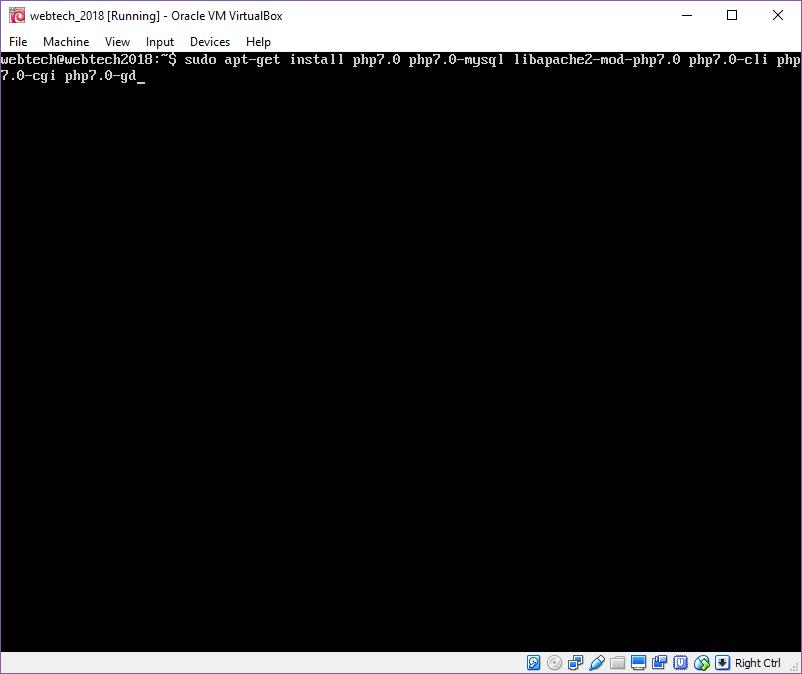 webtech_2018 [Running] - Oracle VM VirtualBox
File Machine View Input Devices Help
webtech@webtech2018:~$ sudo apt-get install php7.0 php7.0-mysql libapache2-mod-php7.0 php7.0-cli php
7.0-cgi php7.0-gd_
Right Ctrl